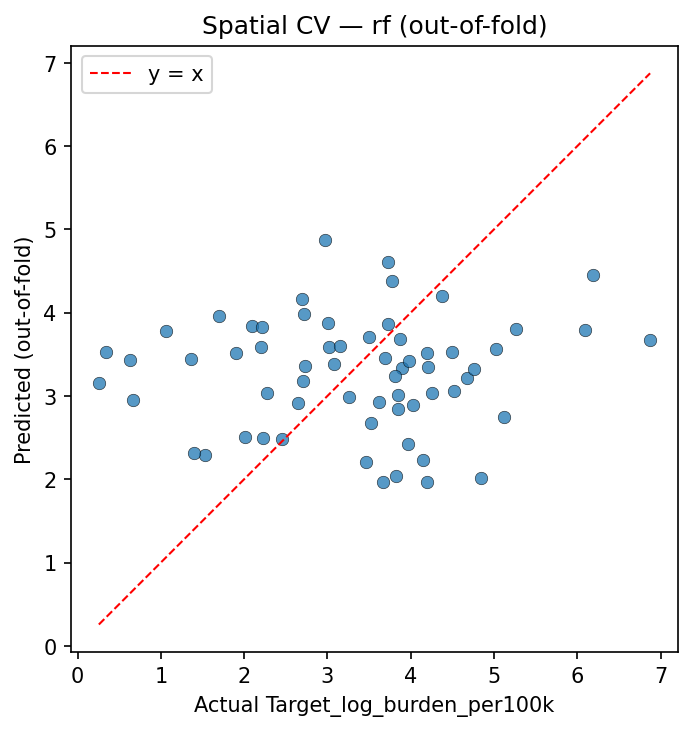 Spatial CV — rf (out-of-fold)
y = x
Predicted (out-of-fold)
7
6
5
4
3
2
1
0
0 1 2 3 4 5 6 7
Actual Target_log_burden_per100k